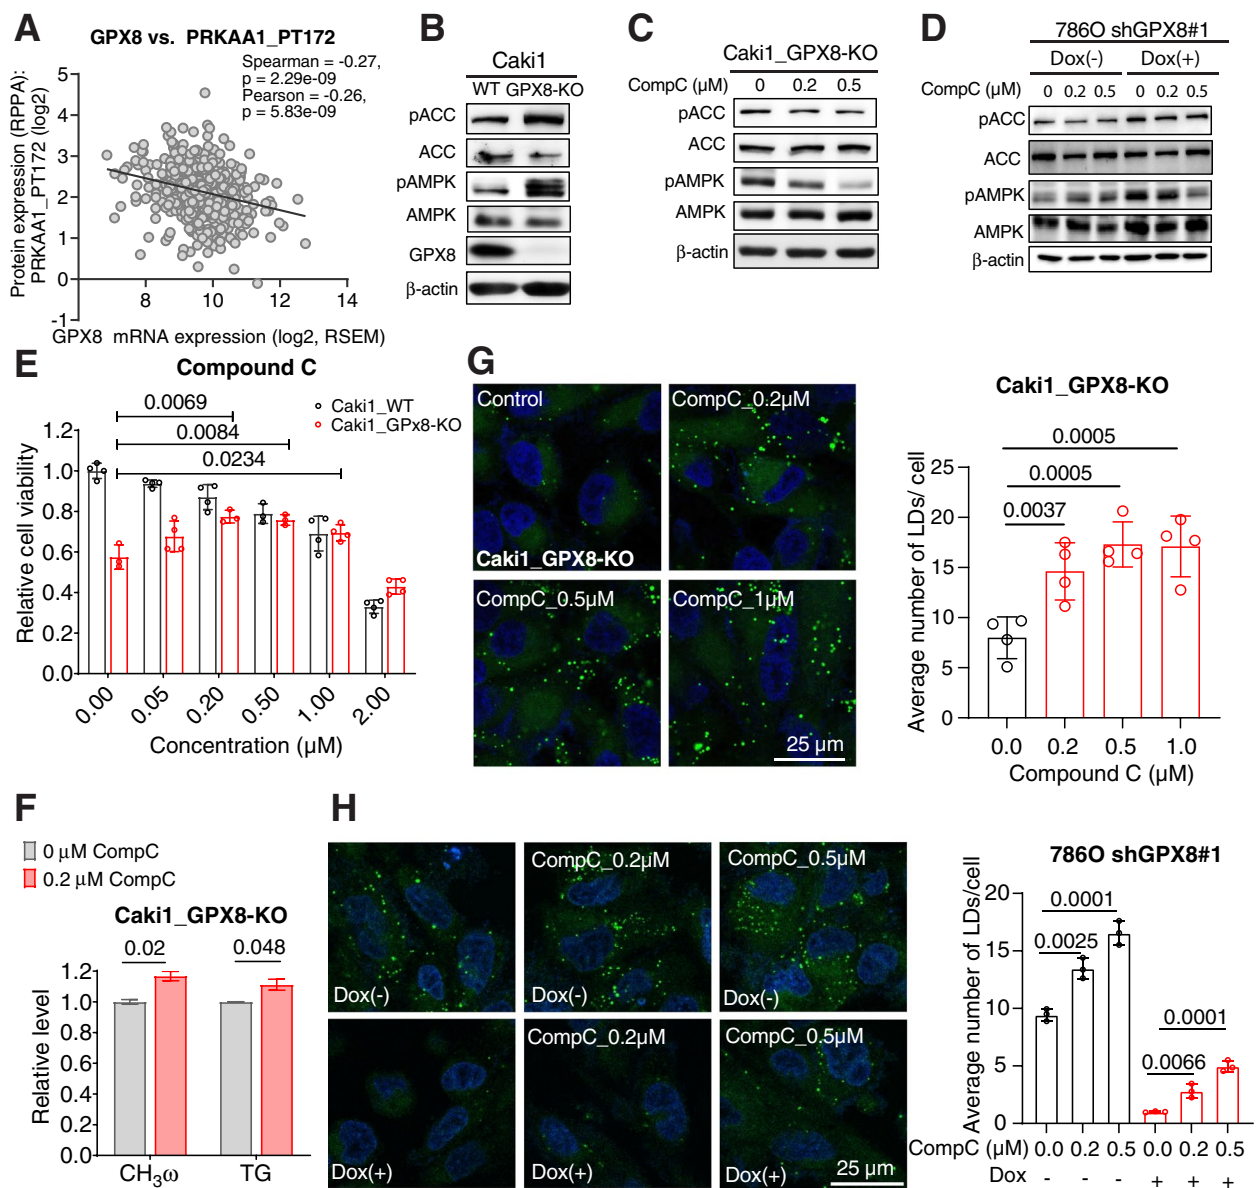 A
GPX8 vs. PRKAA1_PT172
Spearman = -0.27,
p = 2.29e-09
Pearson = -0.26,
p = 5.83e-09
Protein expression (RPPA):
PRKAA1_PT172 (log2)
5
4
3
2
1
0
-1
8 10 12 14
GPX8 mRNA expression (log2, RSEM)
B
Caki1
WT GPX8-KO
pACC
ACC
pAMPK
AMPK
GPX8
β-actin
C
Caki1_GPX8-KO
CompC (μM) 0 0.2 0.5
pACC
ACC
pAMPK
AMPK
β-actin
D
786O shGPX8#1
Dox(-) Dox(+)
CompC (μM) 0 0.2 0.5 0 0.2 0.5
pACC
ACC
pAMPK
AMPK
β-actin
E
Compound C
0.0069
0.0084
0.0234
Caki1_WT
Caki1_GPx8-KO
Relative cell viability
1.2
1.0
0.8
0.6
0.4
0.2
0.0
0.00 0.05 0.20 0.50 1.00 2.00
Concentration (μM)
F
0 μM CompC
0.2 μM CompC
Caki1_GPX8-KO
0.02 0.048
Relative level
1.2
1.0
0.8
0.6
0.4
0.2
0.0
CH₃ω TG
G
Control
CompC_0.2μM
Caki1_GPX8-KO
CompC_0.5μM
CompC_1μM
25 μm
Caki1_GPX8-KO
0.0005
0.0005
0.0037
Average number of LDs/ cell
25
20
15
10
5
0
0.0 0.2 0.5 1.0
Compound C (μM)
H
CompC_0.2μM
CompC_0.5μM
Dox(-)
Dox(-)
Dox(-)
CompC_0.2μM
CompC_0.5μM
Dox(+)
Dox(+)
Dox(+)
25 μm
786O shGPX8#1
0.0001
0.0025
0.0001
0.0066
Average number of LDs/cell
20
15
10
5
0
CompC (μM) 0.0 0.2 0.5 0.0 0.2 0.5
Dox - - - + + +